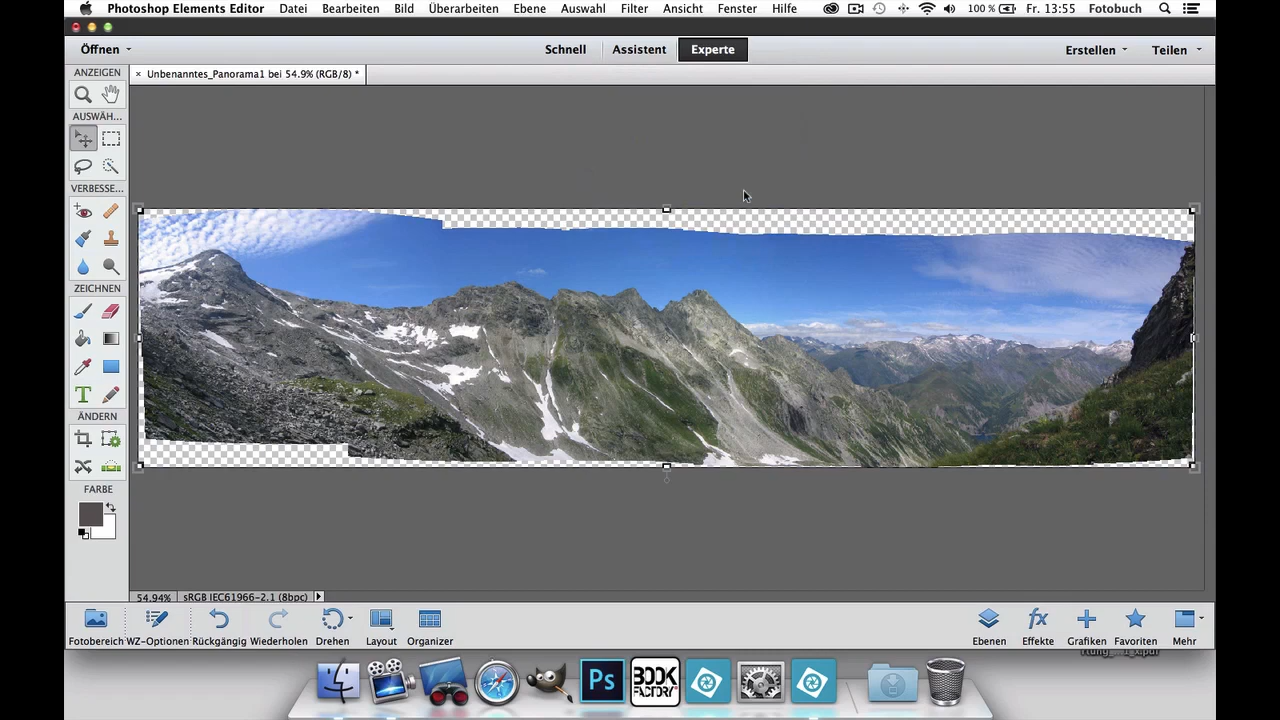 Photoshop Elements Editor Datei Bearbeiten Bild Überarbeiten Ebene Auswahl Filter Ansicht Fenster Hilfe 100 % Fr. 13:55 Fotobuch
Öffnen Schnell Assistent Experte Erstellen Teilen
ANZEIGEN
× Unbenanntes_Panorama1 bei 54.9% (RGB/8) *
AUSWÄH...
VERBESSE...
ZEICHNEN
T
ÄNDERN
FARBE
54.94% sRGB IEC61966-2.1 (8bpc)
fx
Fotobereich WZ-Optionen Rückgängig Wiederholen Drehen Layout Organizer Ebenen Effekte Grafiken Favoriten Mehr
Ps
BOOK
FACTORY